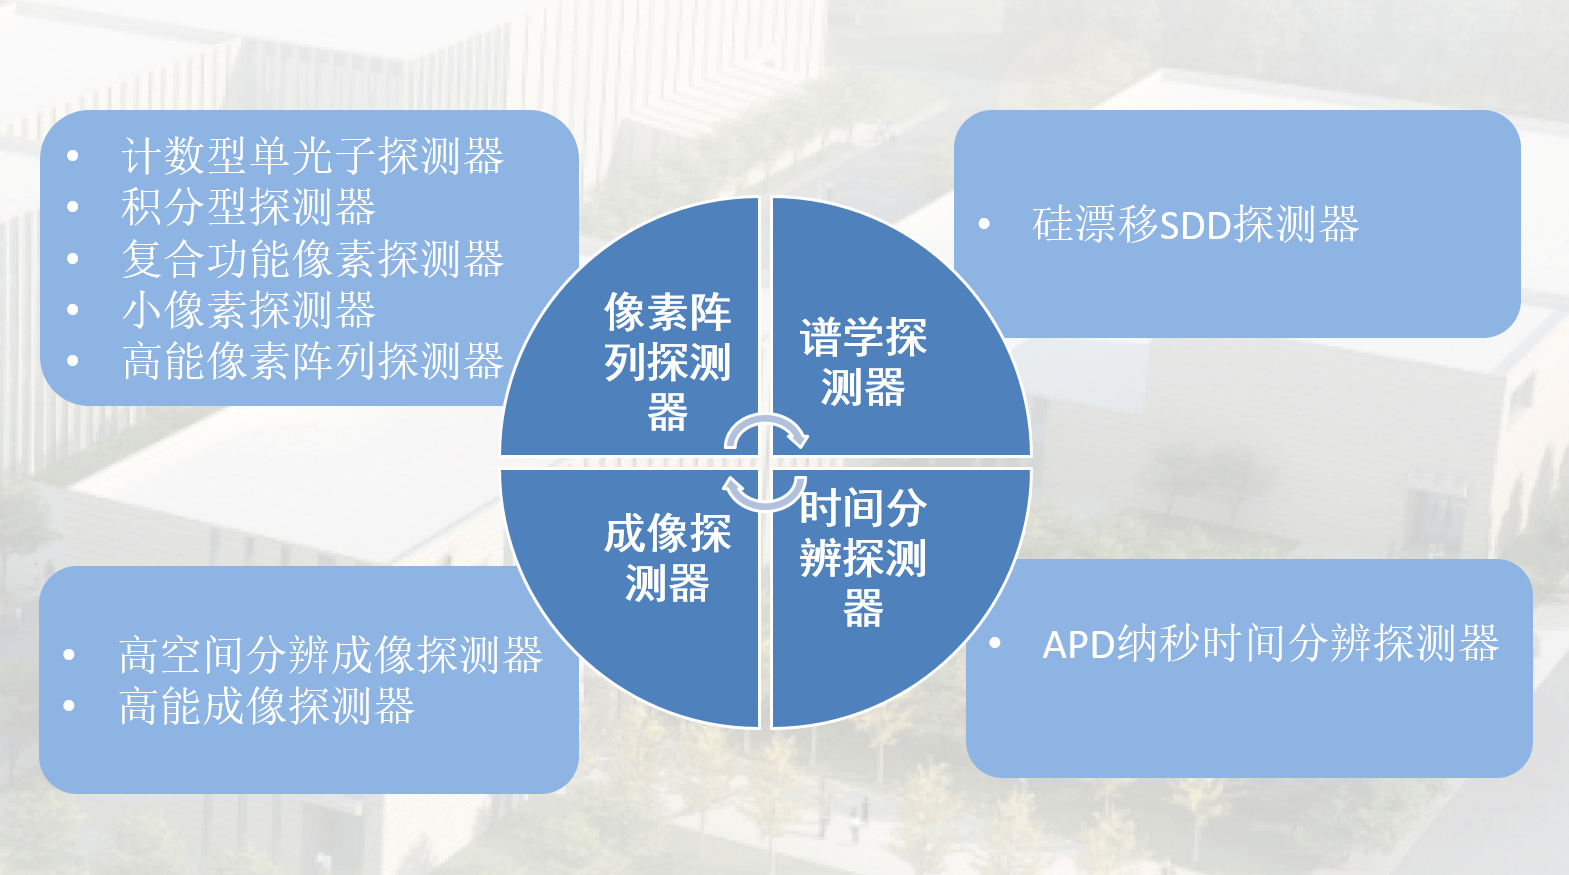 • 计数型单光子探测器
• 积分型探测器
• 复合功能像素探测器
• 小像素探测器
• 高能像素阵列探测器
• 硅漂移SDD探测器
像素阵
列探测
器
谱学探
测器
成像探
测器
时间分
辨探测
器
• 高空间分辨成像探测器
• 高能成像探测器
• APD纳秒时间分辨探测器